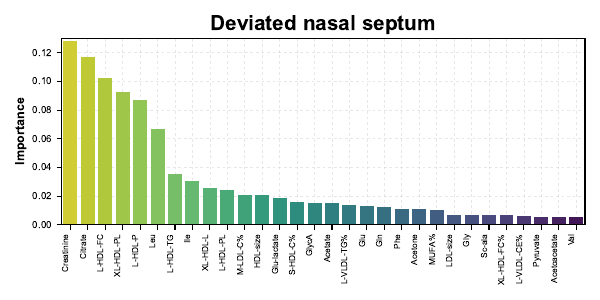 Deviated nasal septum
Importance
0.12
0.10
0.08
0.06
0.04
0.02
0.00
Creatinine
Citrate
L-HDL-FC
XL-HDL-PL
L-HDL-P
Leu
L-HDL-TG
Ile
XL-HDL-L
L-HDL-PL
M-LDL-C%
HDL-size
Glu-lactate
S-HDL-C%
GlycA
Acetate
L-VLDL-TG%
Glu
Gln
Phe
Acetone
MUFA%
LDL-size
Gly
Sc-ala
XL-HDL-FC%
L-VLDL-CE%
Pyruvate
Acetoacetate
Val